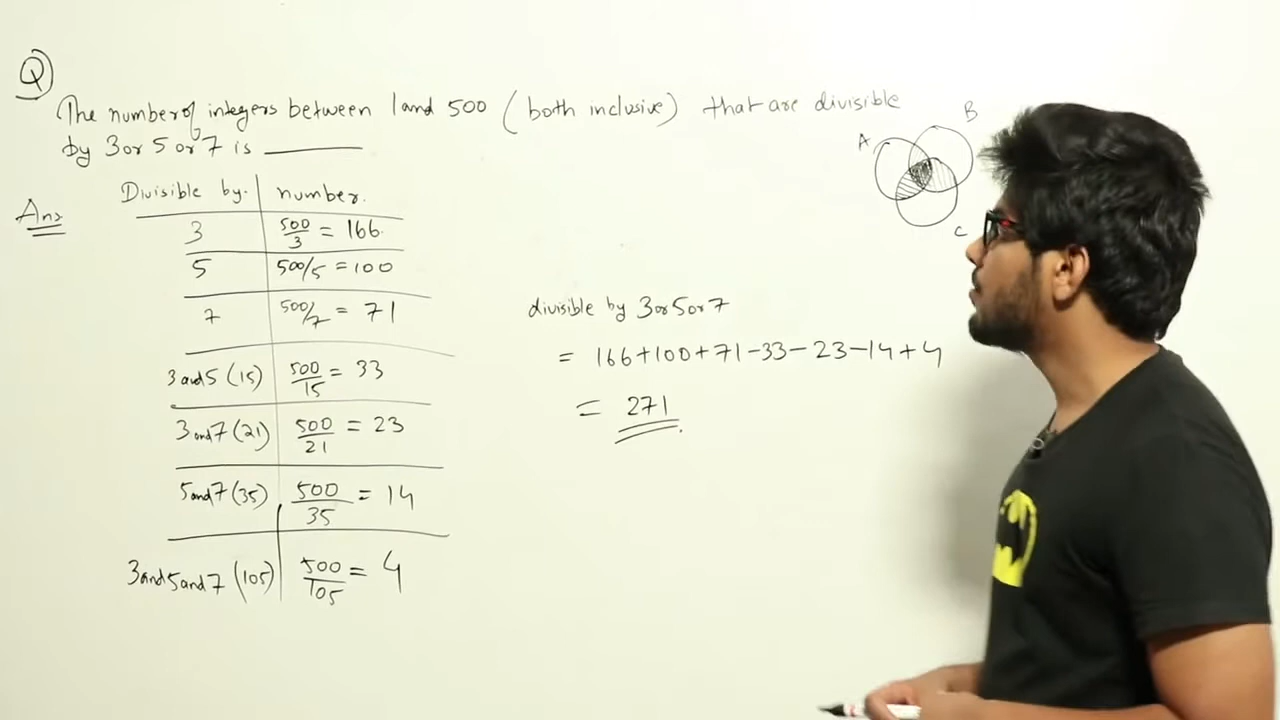 Q)
The number of integers between 1 and 500 (both inclusive) that are divisible
by 3 or 5 or 7 is ______
Ans
Divisible by. number.
3 500/3 = 166.
5 500/5 = 100
7 500/7 = 71
3 and 5 (15) 500/15 = 33
3 and 7 (21) 500/21 = 23
5 and 7 (35) 500/35 = 14
3 and 5 and 7 (105) 500/105 = 4
A
B
C
divisible by 3 or 5 or 7
= 166+100+71-33-23-14+4
= 271.